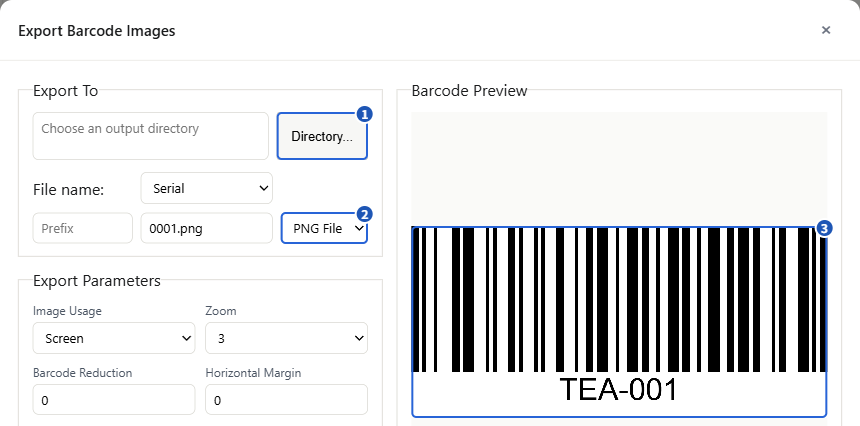 Export Barcode Images
×
Export To
Choose an output directory
Directory...
1
File name:
Serial
Prefix
0001.png
PNG File
2
Export Parameters
Image Usage
Zoom
Screen
3
Barcode Reduction
Horizontal Margin
0
0
Barcode Preview
3
TEA-001